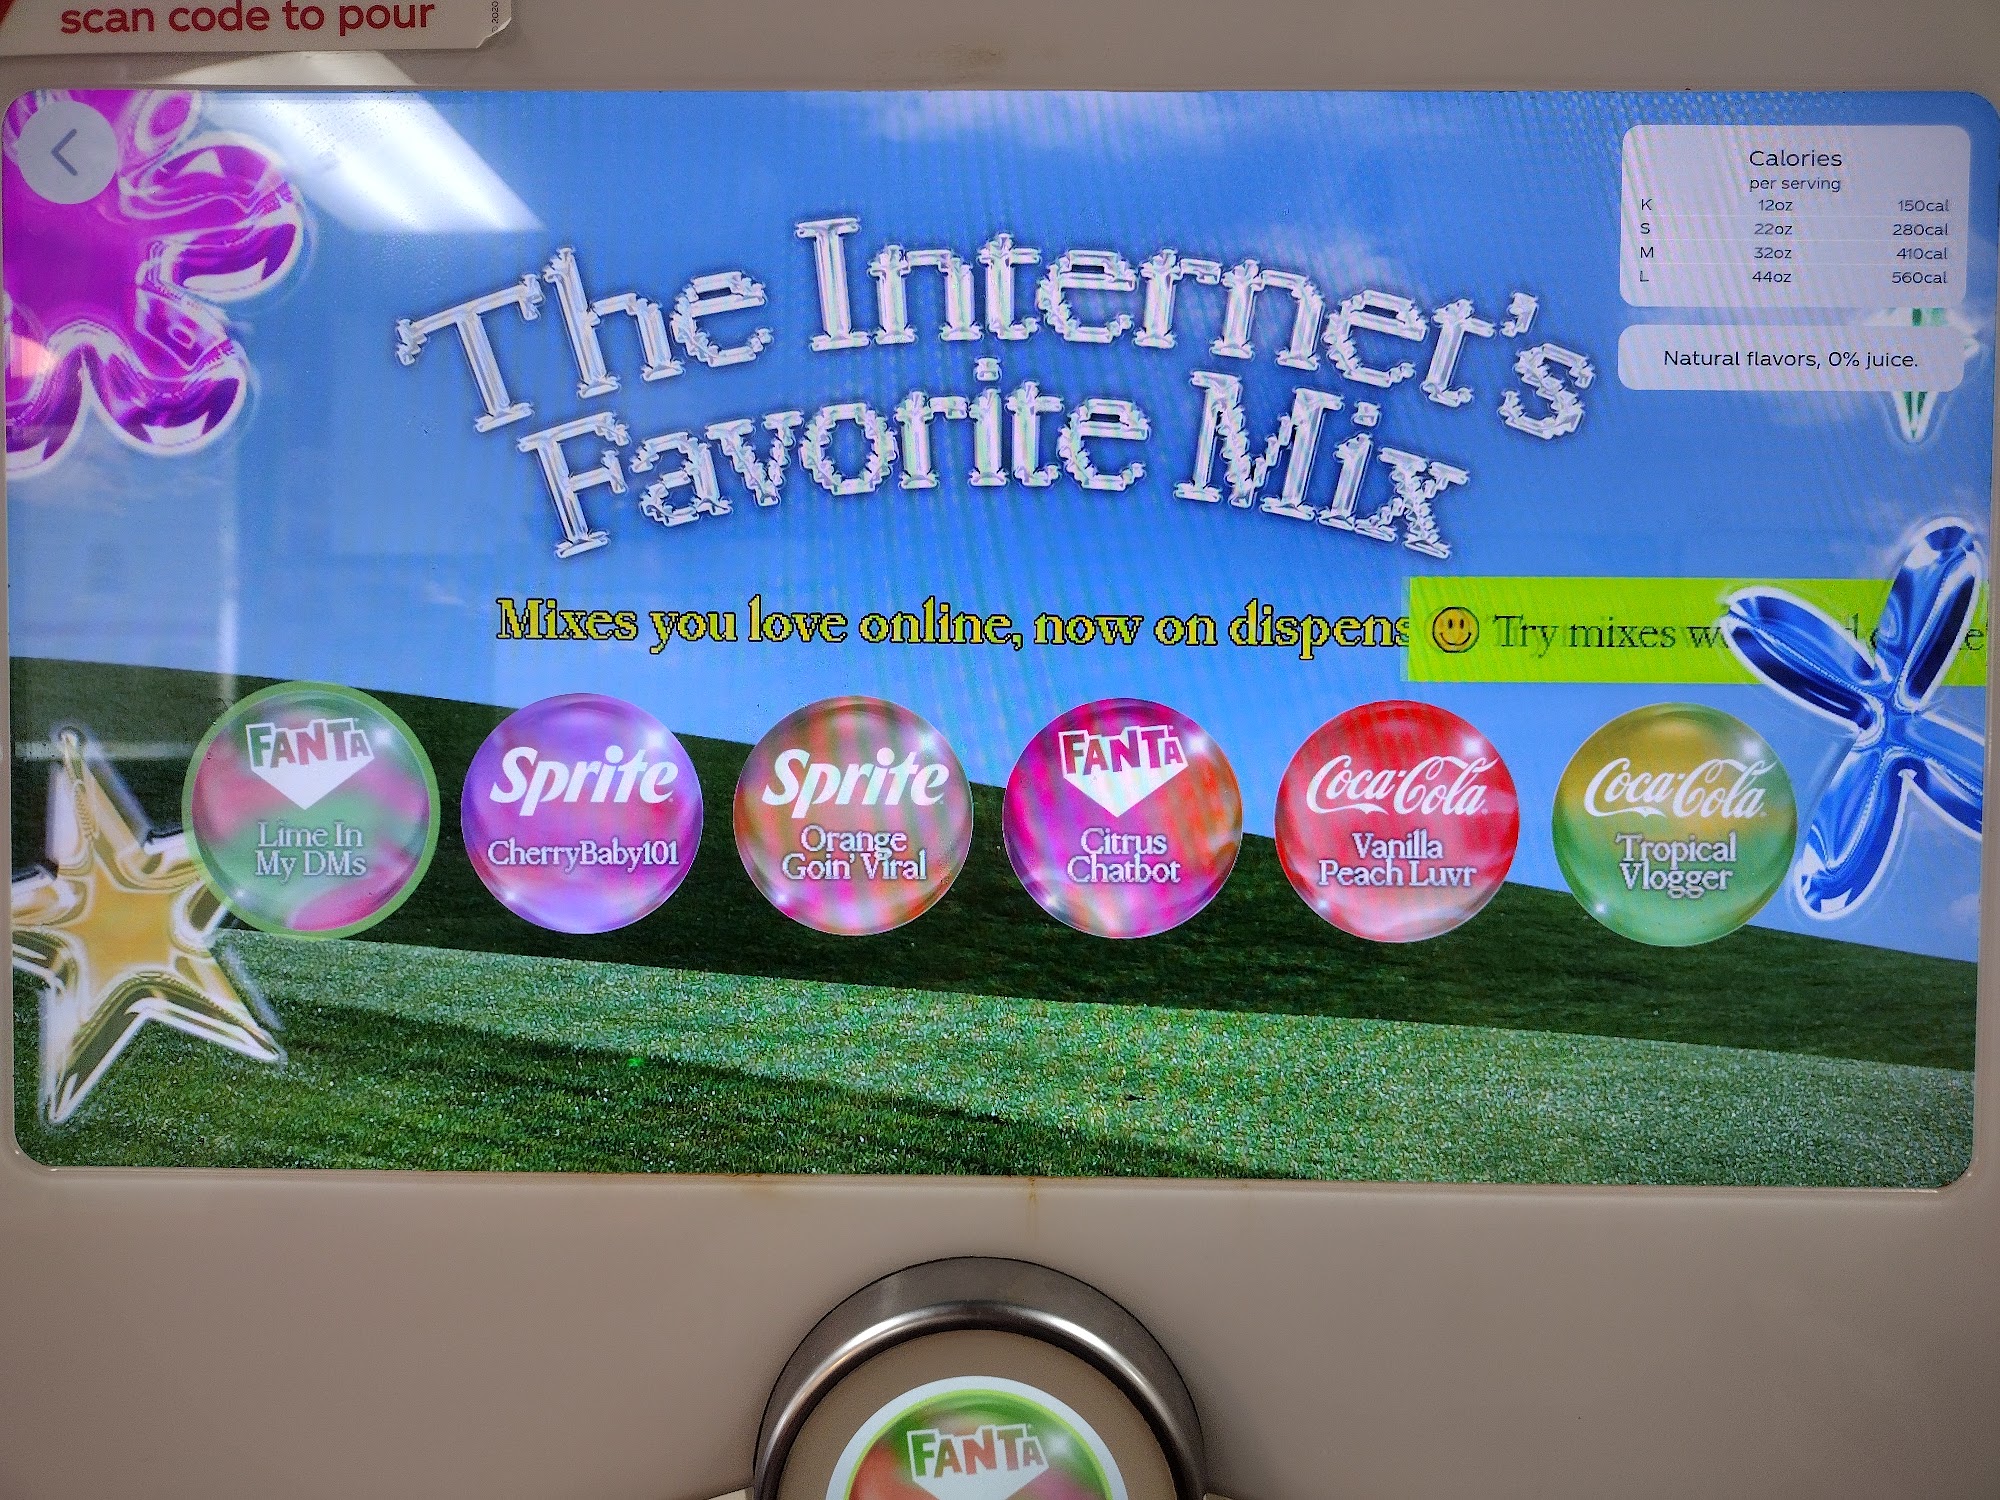 scan code to pour
© 2020
Calories
per serving
K 12oz 150cal
S 22oz 280cal
M 32oz 410cal
L 44oz 560cal
Natural flavors, 0% juice.
The Internet's
Favorite Mix
Mixes you love online, now on dispens
Try mixes
FANTA
Lime In
My DMs
Sprite
CherryBaby101
Sprite
Orange
Goin' Viral
FANTA
Citrus
Chatbot
Coca-Cola
Vanilla
Peach Luvr
Coca-Cola
Tropical
Vlogger
FANTA